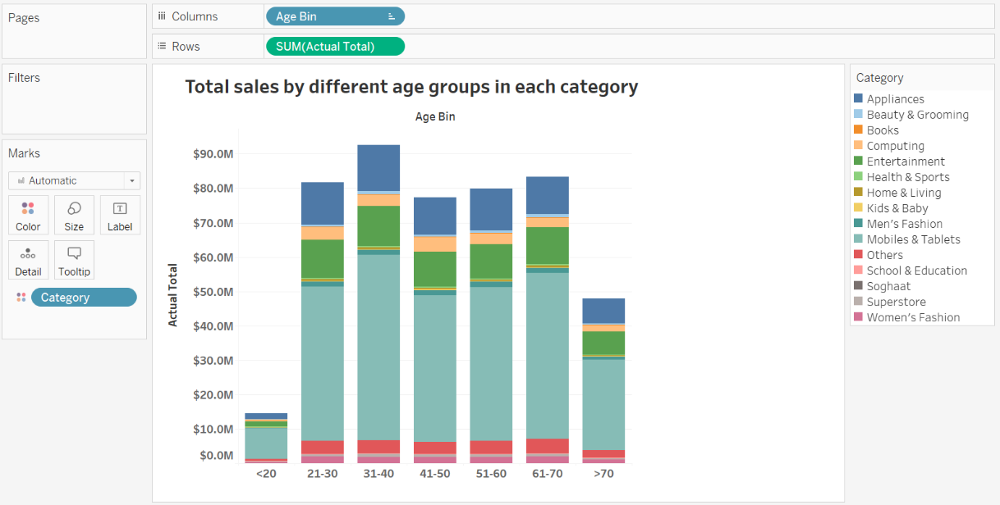 Pages
Columns
Age Bin
Rows
SUM(Actual Total)
Filters
Marks
Automatic
Color
Size
Label
Detail
Tooltip
Category
Total sales by different age groups in each category
Age Bin
Actual Total
$90.0M
$80.0M
$70.0M
$60.0M
$50.0M
$40.0M
$30.0M
$20.0M
$10.0M
$0.0M
<20 21-30 31-40 41-50 51-60 61-70 >70
Category
Appliances
Beauty & Grooming
Books
Computing
Entertainment
Health & Sports
Home & Living
Kids & Baby
Men's Fashion
Mobiles & Tablets
Others
School & Education
Soghaat
Superstore
Women's Fashion